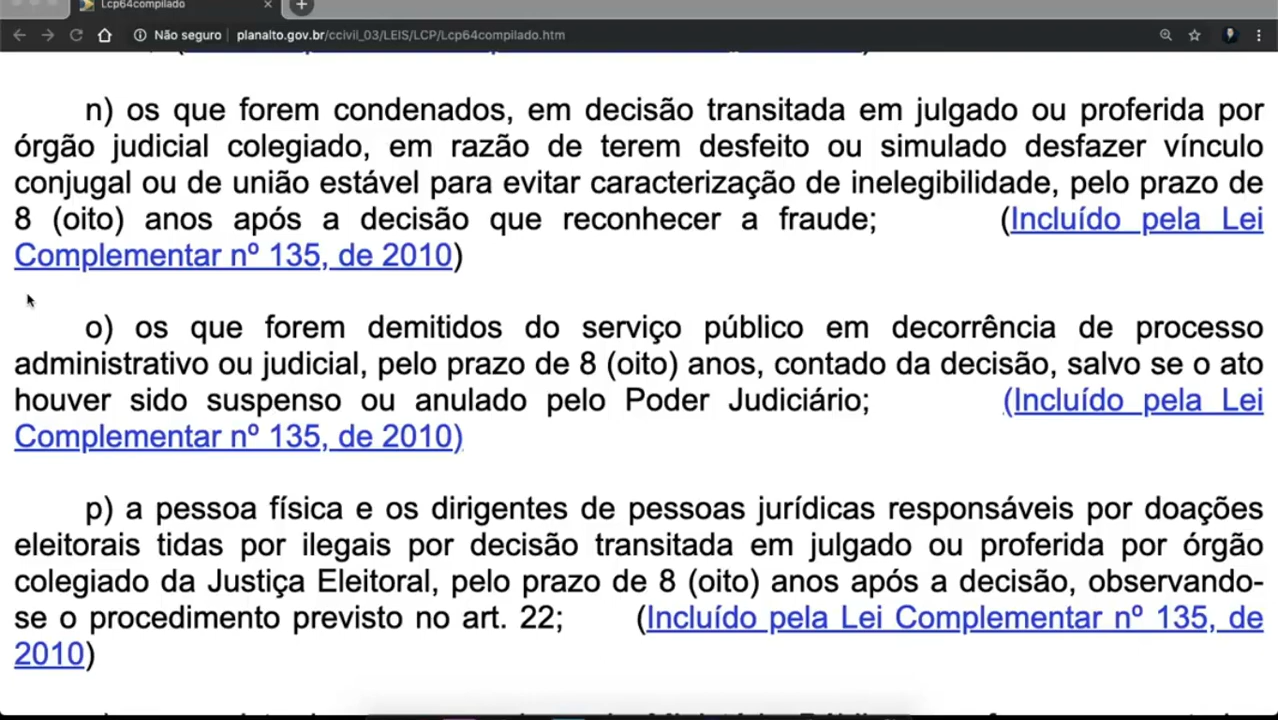 Lcp64compilado
Não seguro planalto.gov.br/ccivil_03/LEIS/LCP/Lcp64compilado.htm
n) os que forem condenados, em decisão transitada em julgado ou proferida por
órgão judicial colegiado, em razão de terem desfeito ou simulado desfazer vínculo
conjugal ou de união estável para evitar caracterização de inelegibilidade, pelo prazo de
8 (oito) anos após a decisão que reconhecer a fraude; (Incluído pela Lei
Complementar nº 135, de 2010)
o) os que forem demitidos do serviço público em decorrência de processo
administrativo ou judicial, pelo prazo de 8 (oito) anos, contado da decisão, salvo se o ato
houver sido suspenso ou anulado pelo Poder Judiciário; (Incluído pela Lei
Complementar nº 135, de 2010)
p) a pessoa física e os dirigentes de pessoas jurídicas responsáveis por doações
eleitorais tidas por ilegais por decisão transitada em julgado ou proferida por órgão
colegiado da Justiça Eleitoral, pelo prazo de 8 (oito) anos após a decisão, observando-
se o procedimento previsto no art. 22; (Incluído pela Lei Complementar nº 135, de
2010)